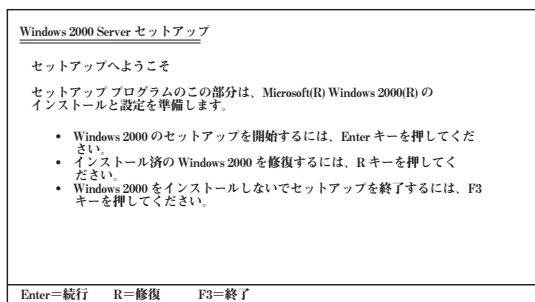 Windows 2000 Server セットアップ
セットアップへようこそ
セットアップ プログラムのこの部分は、Microsoft(R) Windows 2000(R) の
インストールと設定を準備します。
• Windows 2000 のセットアップを開始するには、Enter キーを押してくだ
さい。
• インストール済の Windows 2000 を修復するには、R キーを押してく
ださい。
• Windows 2000 をインストールしないでセットアップを終了するには、F3
キーを押してください。
Enter＝続行 R＝修復 F3＝終了